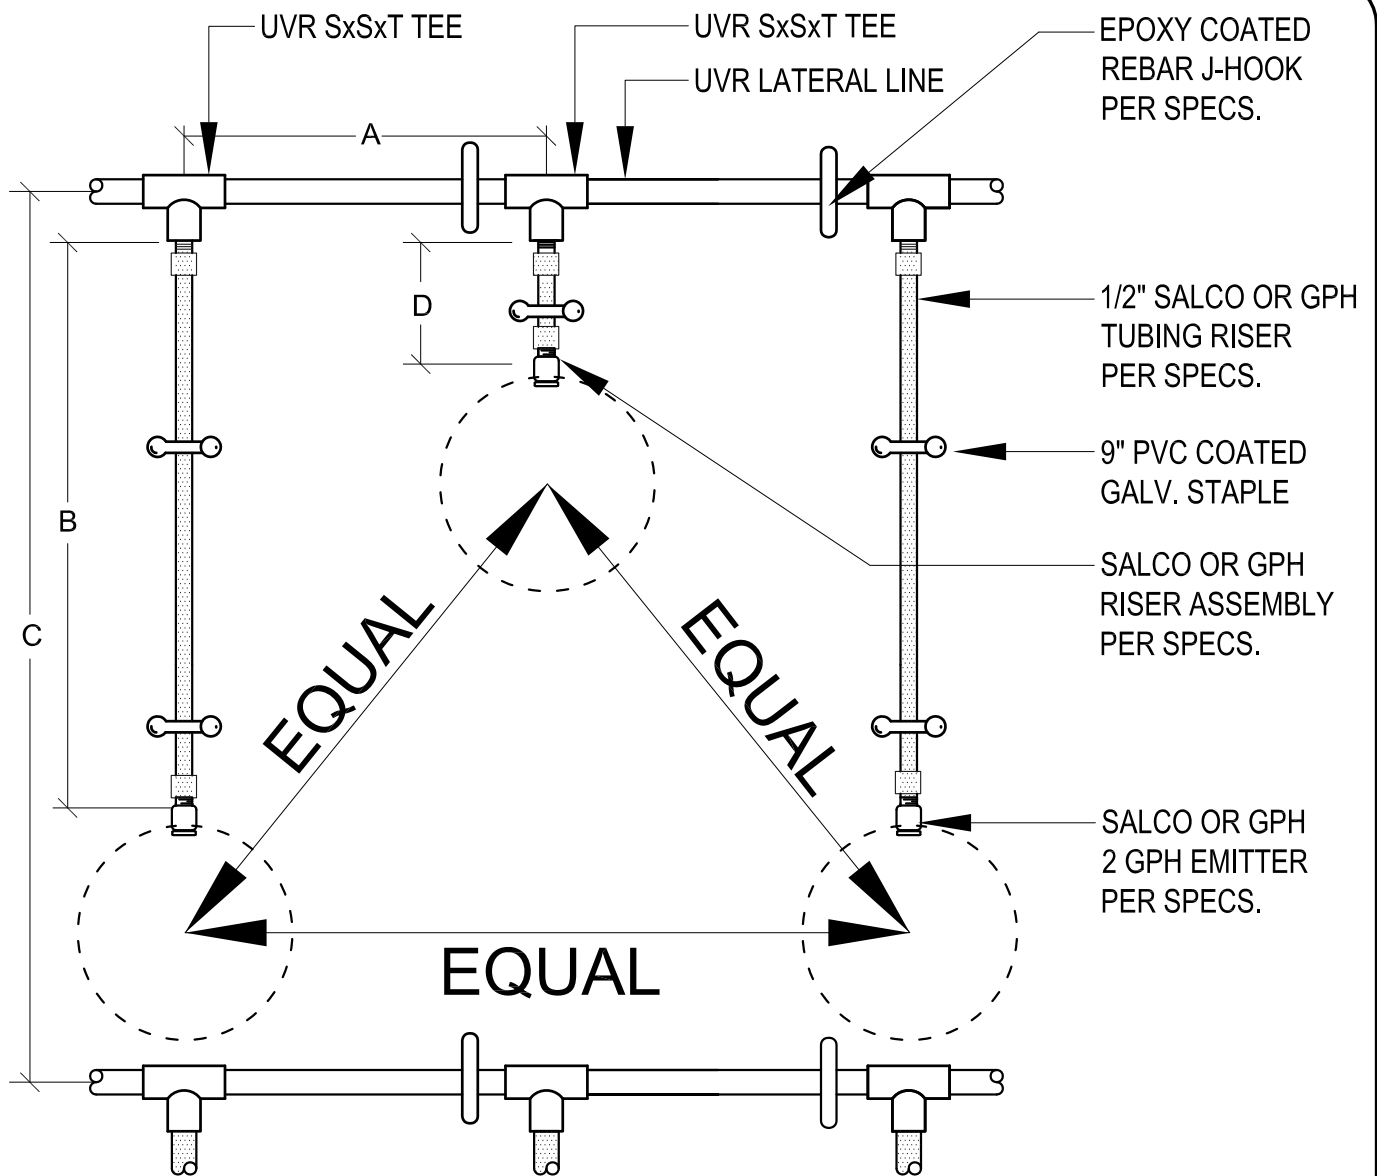 UVR SxSxT TEE
UVR SxSxT TEE
UVR LATERAL LINE
EPOXY COATED
REBAR J-HOOK
PER SPECS.
A
D
1/2" SALCO OR GPH
TUBING RISER
PER SPECS.
9" PVC COATED
GALV. STAPLE
B
SALCO OR GPH
RISER ASSEMBLY
PER SPECS.
C
EQUAL
EQUAL
SALCO OR GPH
2 GPH EMITTER
PER SPECS.
EQUAL